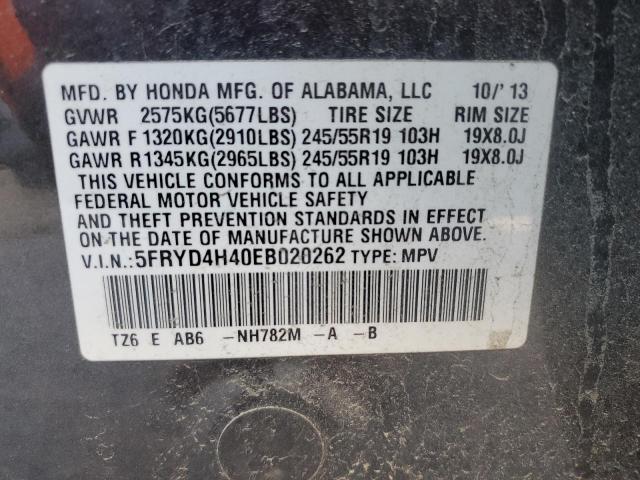 MFD. BY HONDA MFG. OF ALABAMA, LLC 10/'13
GVWR 2575KG(5677LBS) TIRE SIZE RIM SIZE
GAWR F 1320KG(2910LBS) 245/55R19 103H 19X8.0J
GAWR R1345KG(2965LBS) 245/55R19 103H 19X8.0J
THIS VEHICLE CONFORMS TO ALL APPLICABLE
FEDERAL MOTOR VEHICLE SAFETY
AND THEFT PREVENTION STANDARDS IN EFFECT
ON THE DATE OF MANUFACTURE SHOWN ABOVE.
V.I.N.:5FRYD4H40EB020262 TYPE: MPV
TZ6 E AB6 -NH782M -A -B